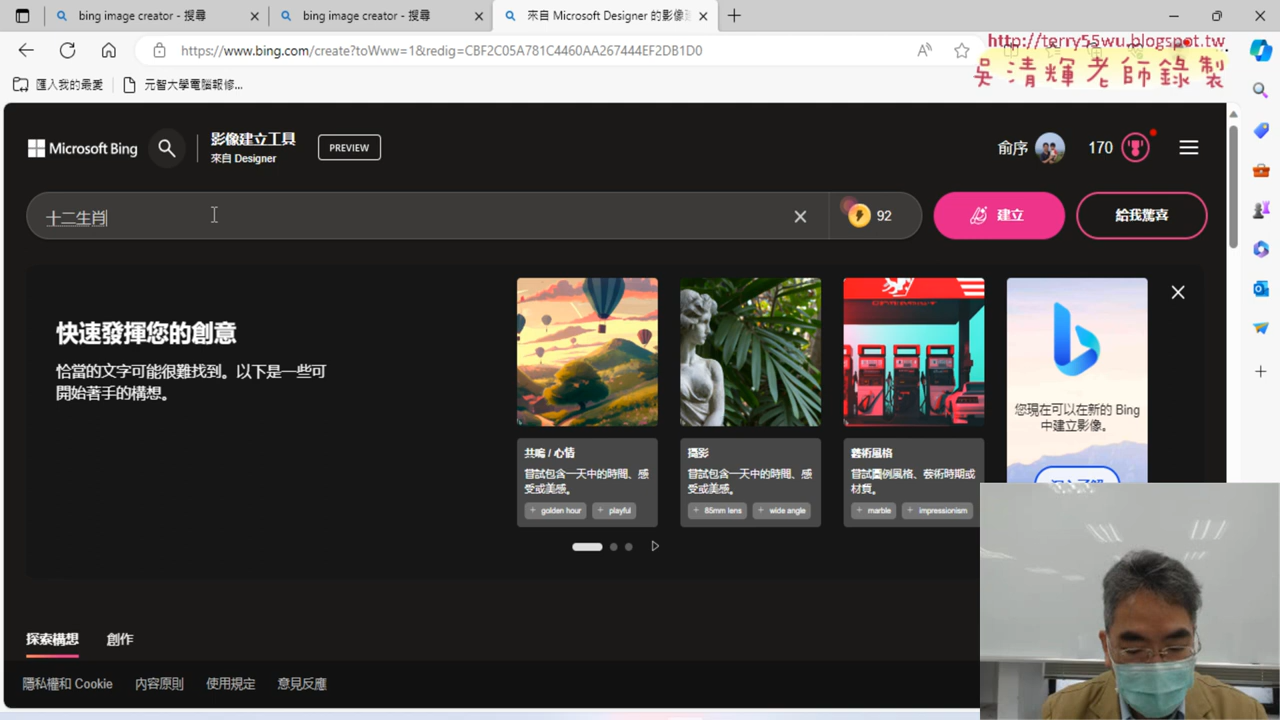 bing image creator - 搜尋
bing image creator - 搜尋
來自 Microsoft Designer 的影像
https://www.bing.com/create?toWww=1&redig=CBF2C05A781C4460AA267444EF2DB1D0
http://terry55wu.blogspot.tw
吳清輝老師錄製
匯入我的最愛
元智大學電腦報修...
Microsoft Bing
影像建立工具
來自 Designer
PREVIEW
俞序
170
十二生肖
92
建立
給我驚喜
快速發揮您的創意
恰當的文字可能很難找到。以下是一些可
開始著手的構想。
共鳴 / 心情
嘗試包含一天中的時間、感
受或美感。
+ golden hour
+ playful
攝影
嘗試包含一天中的時間、感
受或美感。
+ 85mm lens
+ wide angle
藝術風格
嘗試圖例風格、藝術時期或
材質。
+ marble
+ impressionism
您現在可以在新的 Bing
中建立影像。
探索構想
創作
隱私權和 Cookie
內容原則
使用規定
意見反應